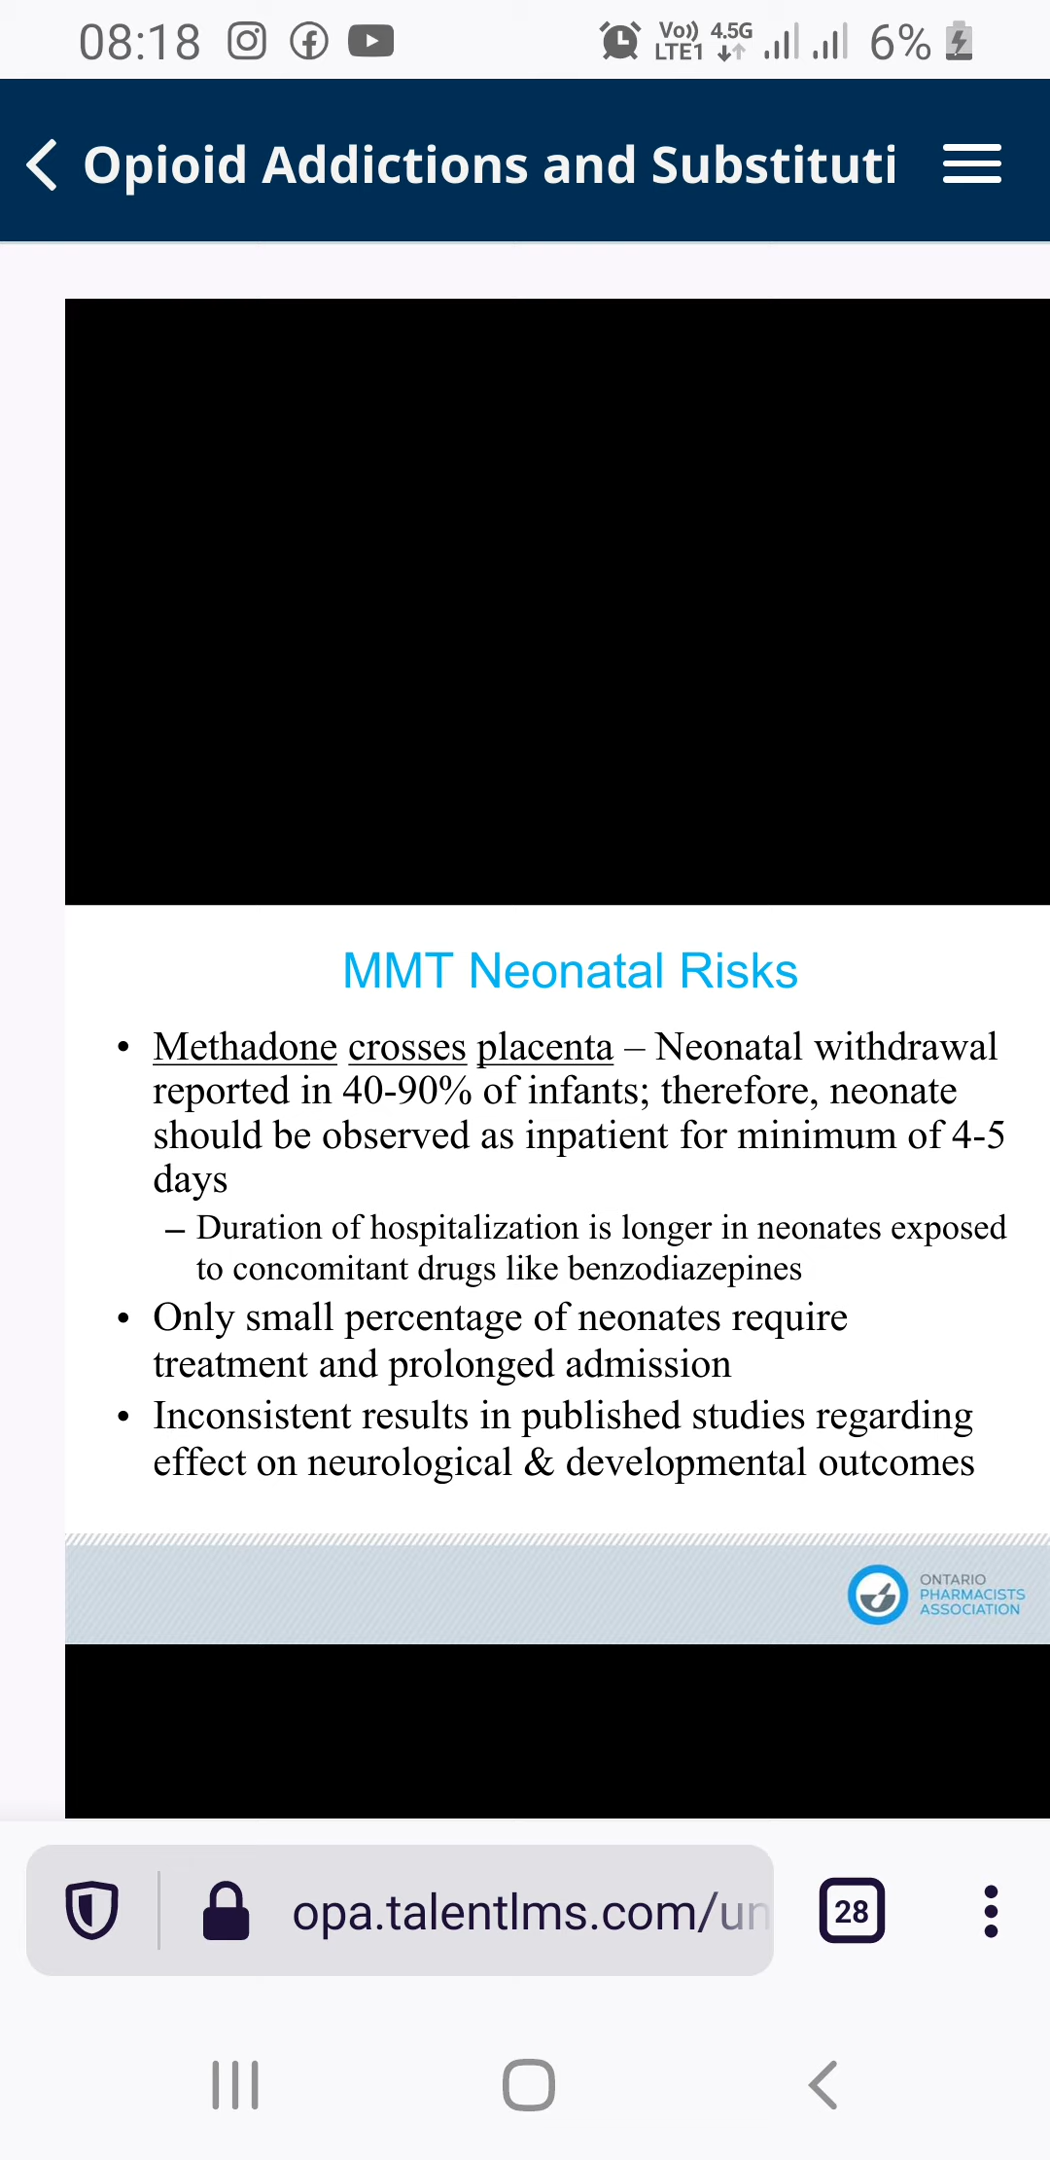 08:18
Vo)) LTE1 4.5G 6%
Opioid Addictions and Substituti
MMT Neonatal Risks
• Methadone crosses placenta – Neonatal withdrawal
reported in 40-90% of infants; therefore, neonate
should be observed as inpatient for minimum of 4-5
days
– Duration of hospitalization is longer in neonates exposed
to concomitant drugs like benzodiazepines
• Only small percentage of neonates require
treatment and prolonged admission
• Inconsistent results in published studies regarding
effect on neurological & developmental outcomes
ONTARIO
PHARMACISTS
ASSOCIATION
opa.talentlms.com/un
28